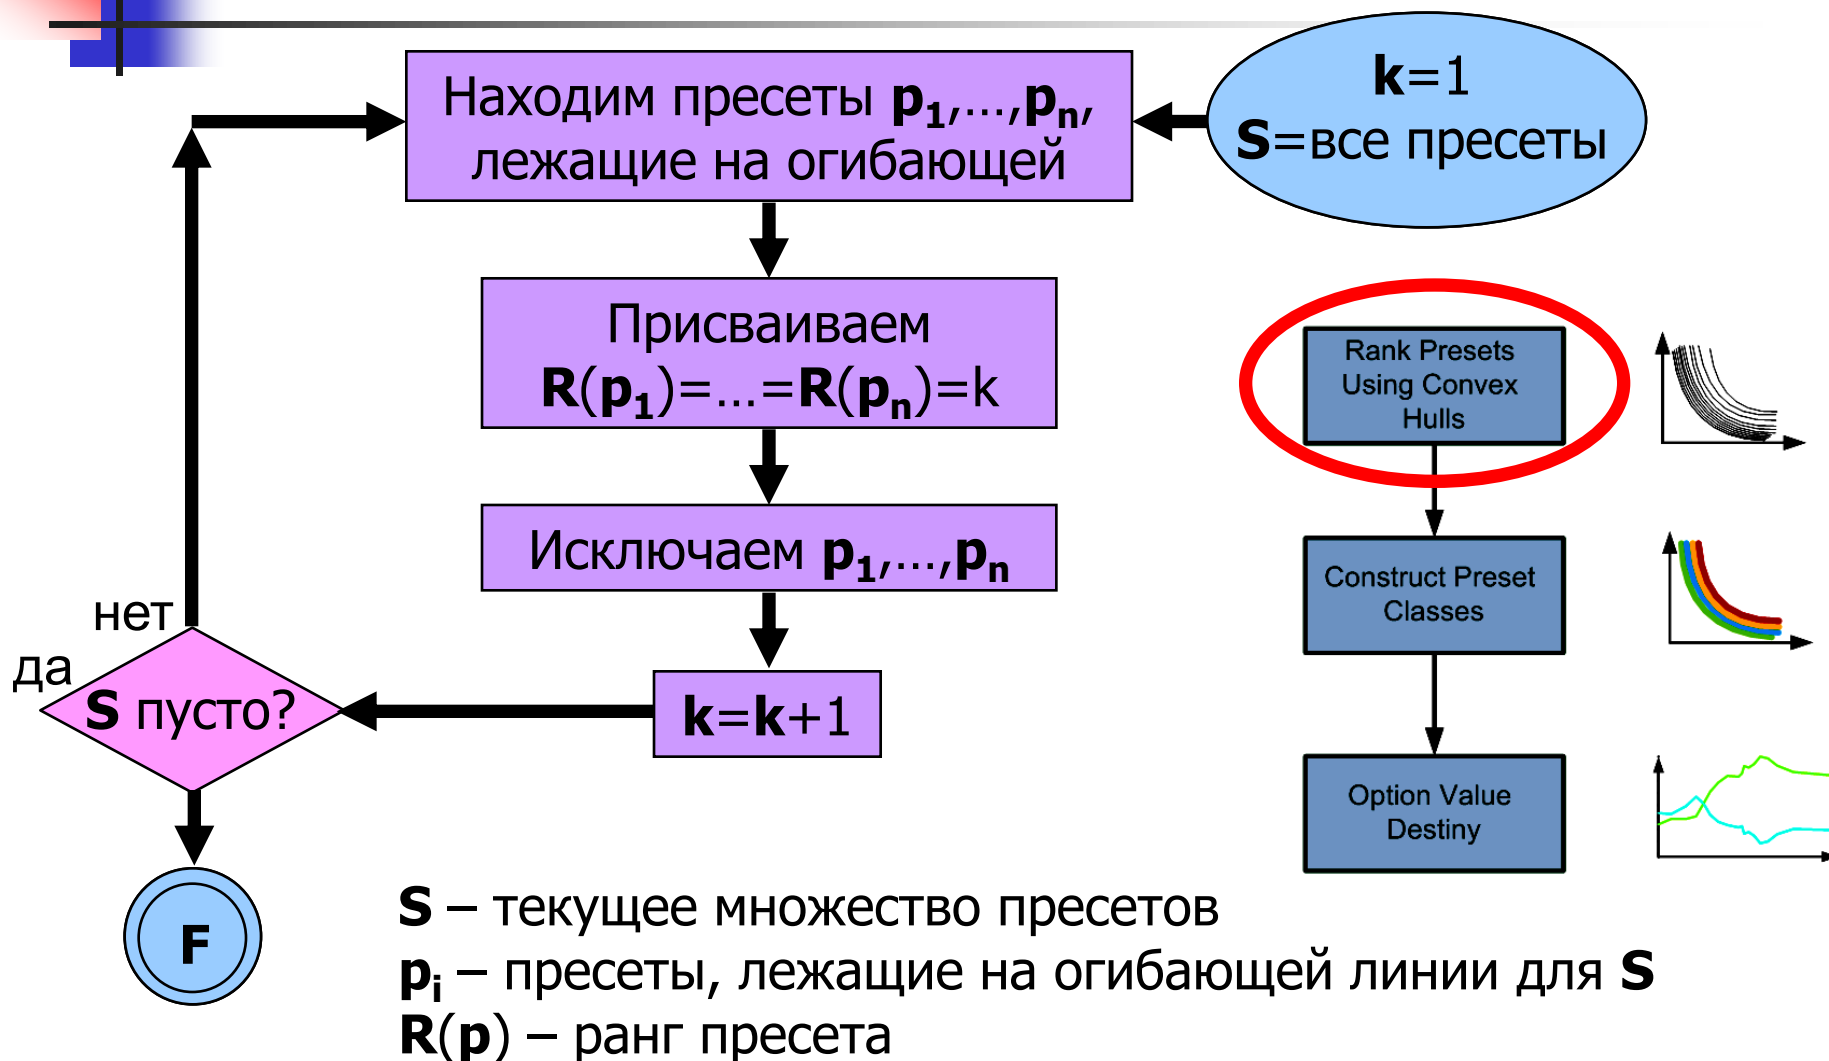 Находим пресеты p1,...,pn,
лежащие на огибающей
k=1
S=все пресеты
Присваиваем
R(p1)=...=R(pn)=k
Исключаем p1,...,pn
k=k+1
нет
да
S пусто?
F
Rank Presets
Using Convex
Hulls
Construct Preset
Classes
Option Value
Destiny
S – текущее множество пресетов
pi – пресеты, лежащие на огибающей линии для S
R(p) – ранг пресета